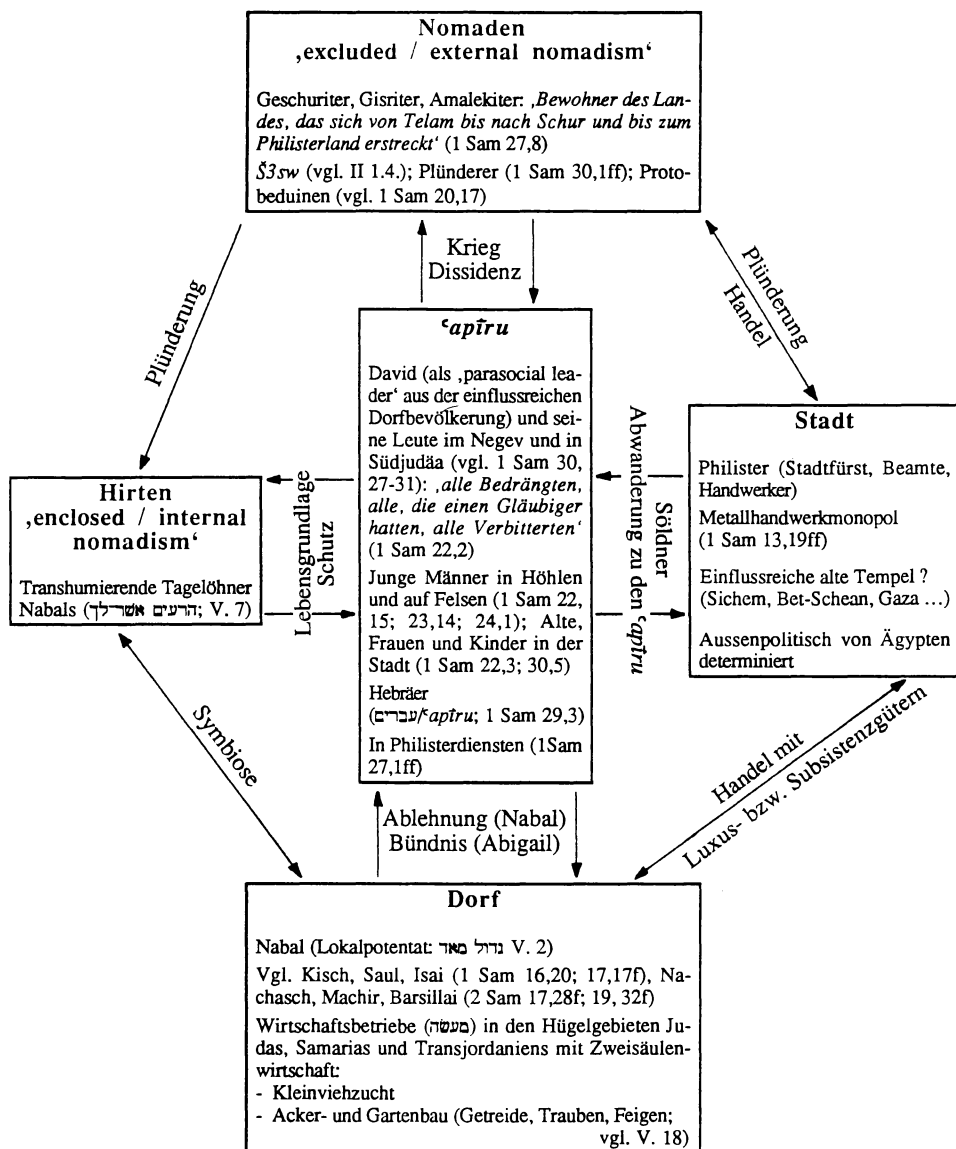 Nomaden
‚excluded / external nomadism‘
Geschuriter, Gisriter, Amalekiter: ‚Bewohner des Lan-
des, das sich von Telam bis nach Schur und bis zum
Philisterland erstreckt‘ (1 Sam 27,8)
Š3sw (vgl. II 1.4.); Plünderer (1 Sam 30,1ff); Proto-
beduinen (vgl. 1 Sam 20,17)
Krieg
Dissidenz
Plünderung
Plünderung
Handel
ʿapīru
David (als ‚parasocial lea-
der‘ aus der einflussreichen
Dorfbevölkerung) und sei-
ne Leute im Negev und in
Südjudäa (vgl. 1 Sam 30,
27-31): ‚alle Bedrängten,
alle, die einen Gläubiger
hatten, alle Verbitterten‘
(1 Sam 22,2)
Junge Männer in Höhlen
und auf Felsen (1 Sam 22,
15; 23,14; 24,1); Alte,
Frauen und Kinder in der
Stadt (1 Sam 22,3; 30,5)
Hebräer
(עברים/ʿapīru; 1 Sam 29,3)
In Philisterdiensten (1Sam
27,1ff)
Hirten
‚enclosed / internal
nomadism‘
Transhumierende Tagelöhner
Nabals (הרעים אשר־לך; V. 7)
Lebensgrundlage
Schutz
Abwanderung zu den ʿapīru
Söldner
Stadt
Philister (Stadtfürst, Beamte,
Handwerker)
Metallhandwerkmonopol
(1 Sam 13,19ff)
Einflussreiche alte Tempel ?
(Sichem, Bet-Schean, Gaza ...)
Aussenpolitisch von Ägypten
determiniert
Symbiose
Ablehnung (Nabal)
Bündnis (Abigail)
Handel mit
Luxus- bzw. Subsistenzgütern
Dorf
Nabal (Lokalpotentat: גדול מאד V. 2)
Vgl. Kisch, Saul, Isai (1 Sam 16,20; 17,17f), Na-
chasch, Machir, Barsillai (2 Sam 17,28f; 19, 32f)
Wirtschaftsbetriebe (מעשה) in den Hügelgebieten Ju-
das, Samarias und Transjordaniens mit Zweisäulen-
wirtschaft:
- Kleinviehzucht
- Acker- und Gartenbau (Getreide, Trauben, Feigen;
vgl. V. 18)